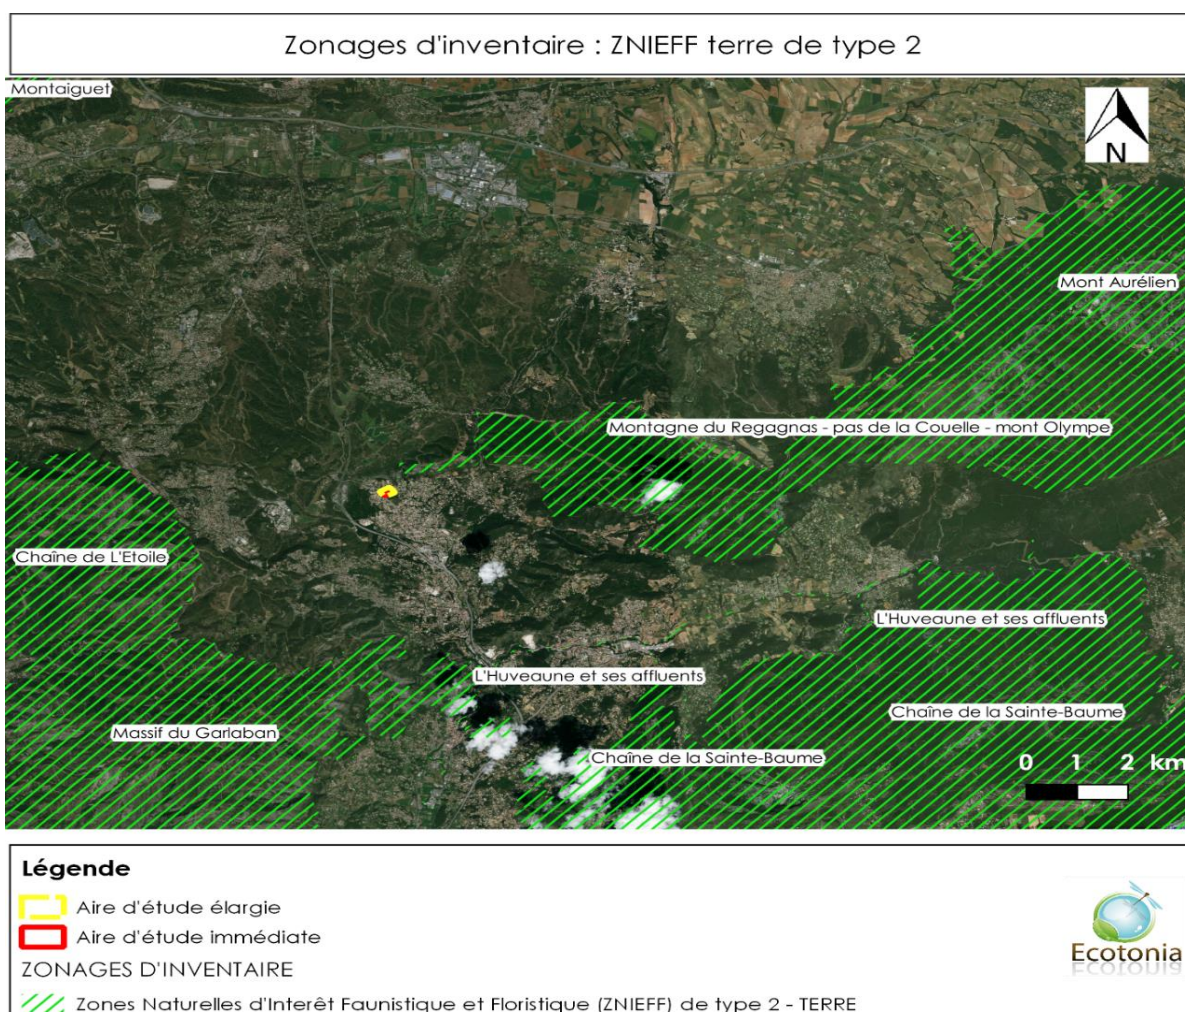 Zonages d'inventaire : ZNIEFF terre de type 2
Montaiguet
N
Mont Aurélien
Montagne du Regagnas - pas de la Couelle - mont Olympe
Chaîne de L'Etoile
L'Huveaune et ses affluents
L'Huveaune et ses affluents
Chaîne de la Sainte-Baume
Massif du Garlaban
Chaîne de la Sainte-Baume
0 1 2 km
Légende
Aire d'étude élargie
Aire d'étude immédiate
ZONAGES D'INVENTAIRE
Zones Naturelles d'Interêt Faunistique et Floristique (ZNIEFF) de type 2 - TERRE
Ecotonia